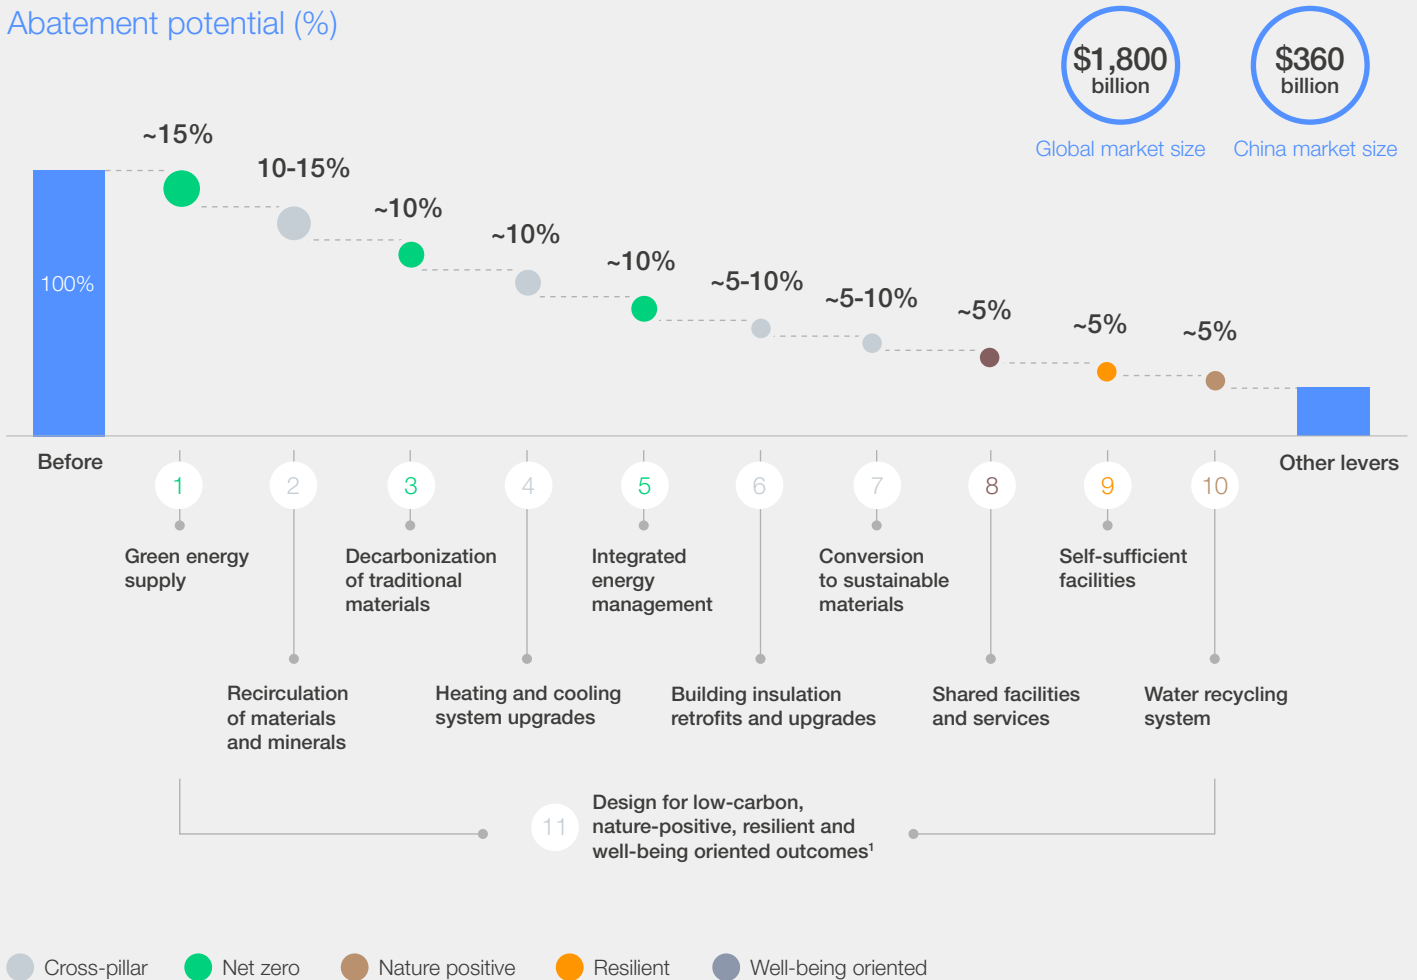 Abatement potential (%)
$1,800
billion
Global market size
$360
billion
China market size
~15%
10-15%
~10%
~10%
~10%
~5-10%
~5-10%
~5%
~5%
~5%
100%
Before
Other levers
1
2
3
4
5
6
7
8
9
10
Green energy
supply
Decarbonization
of traditional
materials
Integrated
energy
management
Conversion
to sustainable
materials
Self-sufficient
facilities
Recirculation
of materials
and minerals
Heating and cooling
system upgrades
Building insulation
retrofits and upgrades
Shared facilities
and services
Water recycling
system
11
Design for low-carbon,
nature-positive, resilient and
well-being oriented outcomes¹
Cross-pillar
Net zero
Nature positive
Resilient
Well-being oriented